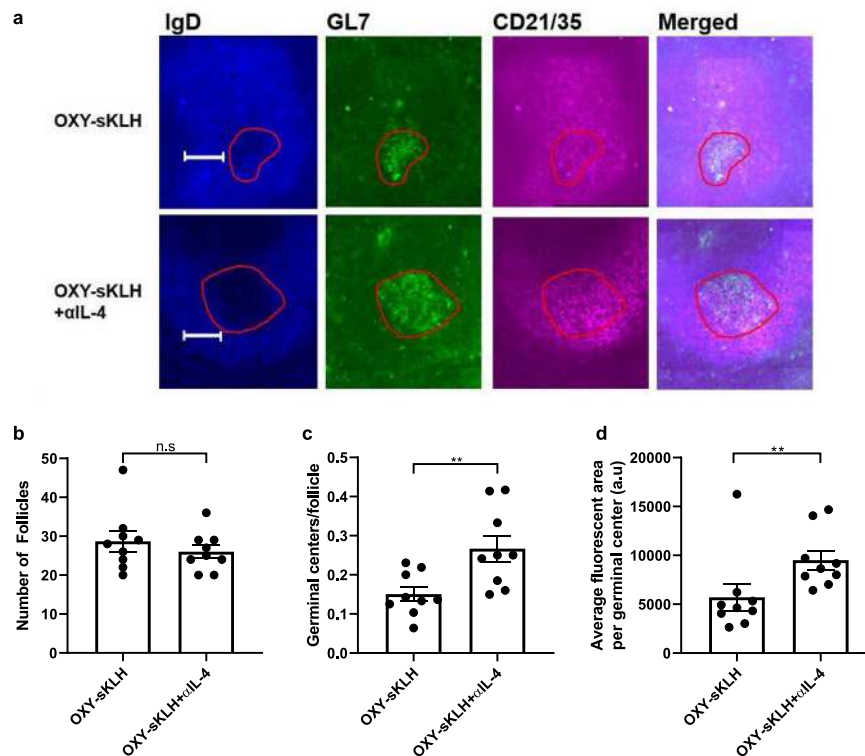 a
IgD GL7 CD21/35 Merged
OXY-sKLH
OXY-sKLH
+αIL-4
b
n.s
Number of Follicles
50
40
30
20
10
0
OXY-sKLH
OXY-sKLH+αIL-4
c
**
Germinal centers/follicle
0.5
0.4
0.3
0.2
0.1
0.0
OXY-sKLH
OXY-sKLH+αIL-4
d
**
Average fluorescent area
per germinal center (a.u)
20000
15000
10000
5000
0
OXY-sKLH
OXY-sKLH+αIL-4